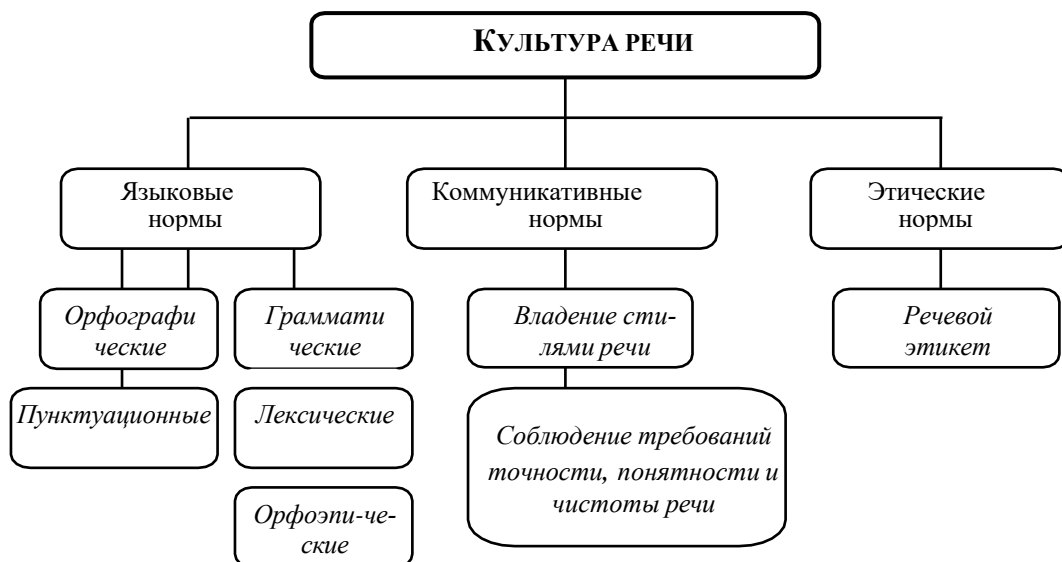 КУЛЬТУРА РЕЧИ
Языковые
нормы
Коммуникативные
нормы
Этические
нормы
Орфографи
ческие
Граммати
ческие
Владение сти-
лями речи
Речевой
этикет
Пунктуационные
Лексические
Соблюдение требований
точности, понятности и
чистоты речи
Орфоэпи-че-
ские